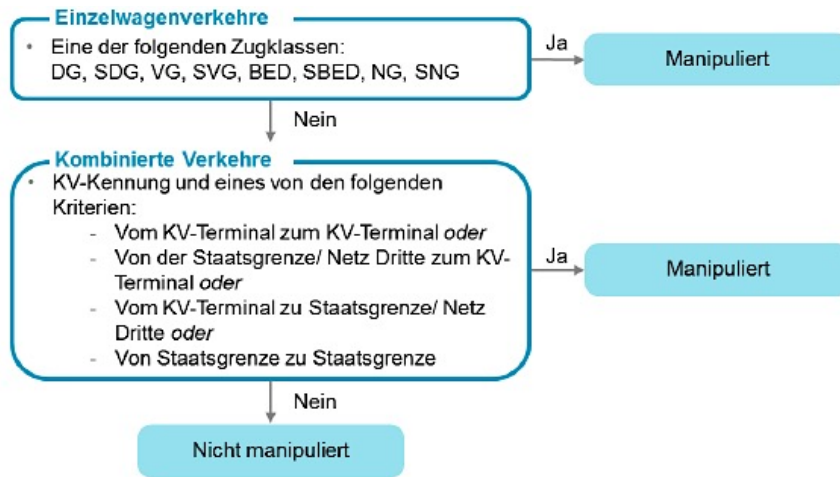 Einzelwagenverkehre
• Eine der folgenden Zugklassen:
DG, SDG, VG, SVG, BED, SBED, NG, SNG
Ja
Manipuliert
Nein
Kombinierte Verkehre
• KV-Kennung und eines von den folgenden
Kriterien:
- Vom KV-Terminal zum KV-Terminal oder
- Von der Staatsgrenze/ Netz Dritte zum KV-
Terminal oder
- Vom KV-Terminal zu Staatsgrenze/ Netz
Dritte oder
- Von Staatsgrenze zu Staatsgrenze
Ja
Manipuliert
Nein
Nicht manipuliert